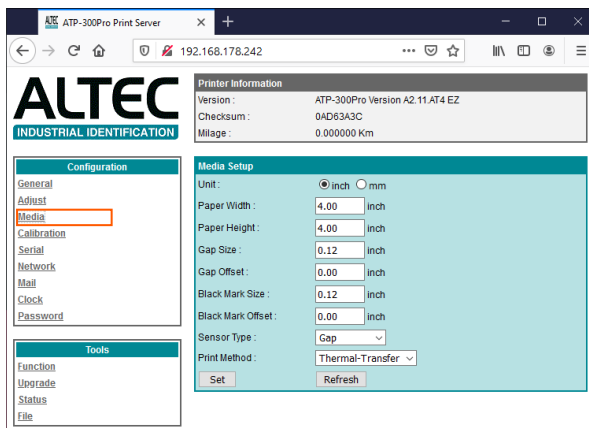 ATP-300Pro Print Server
192.168.178.242
ALTEC
INDUSTRIAL IDENTIFICATION
Printer Information
Version : ATP-300Pro Version A2.11.AT4 EZ
Checksum : 0AD63A3C
Milage : 0.000000 Km
Configuration
General
Adjust
Media
Calibration
Serial
Network
Mail
Clock
Password
Tools
Function
Upgrade
Status
File
Media Setup
Unit : inch mm
Paper Width : 4.00 inch
Paper Height : 4.00 inch
Gap Size : 0.12 inch
Gap Offset : 0.00 inch
Black Mark Size : 0.12 inch
Black Mark Offset : 0.00 inch
Sensor Type : Gap
Print Method : Thermal-Transfer
Set Refresh